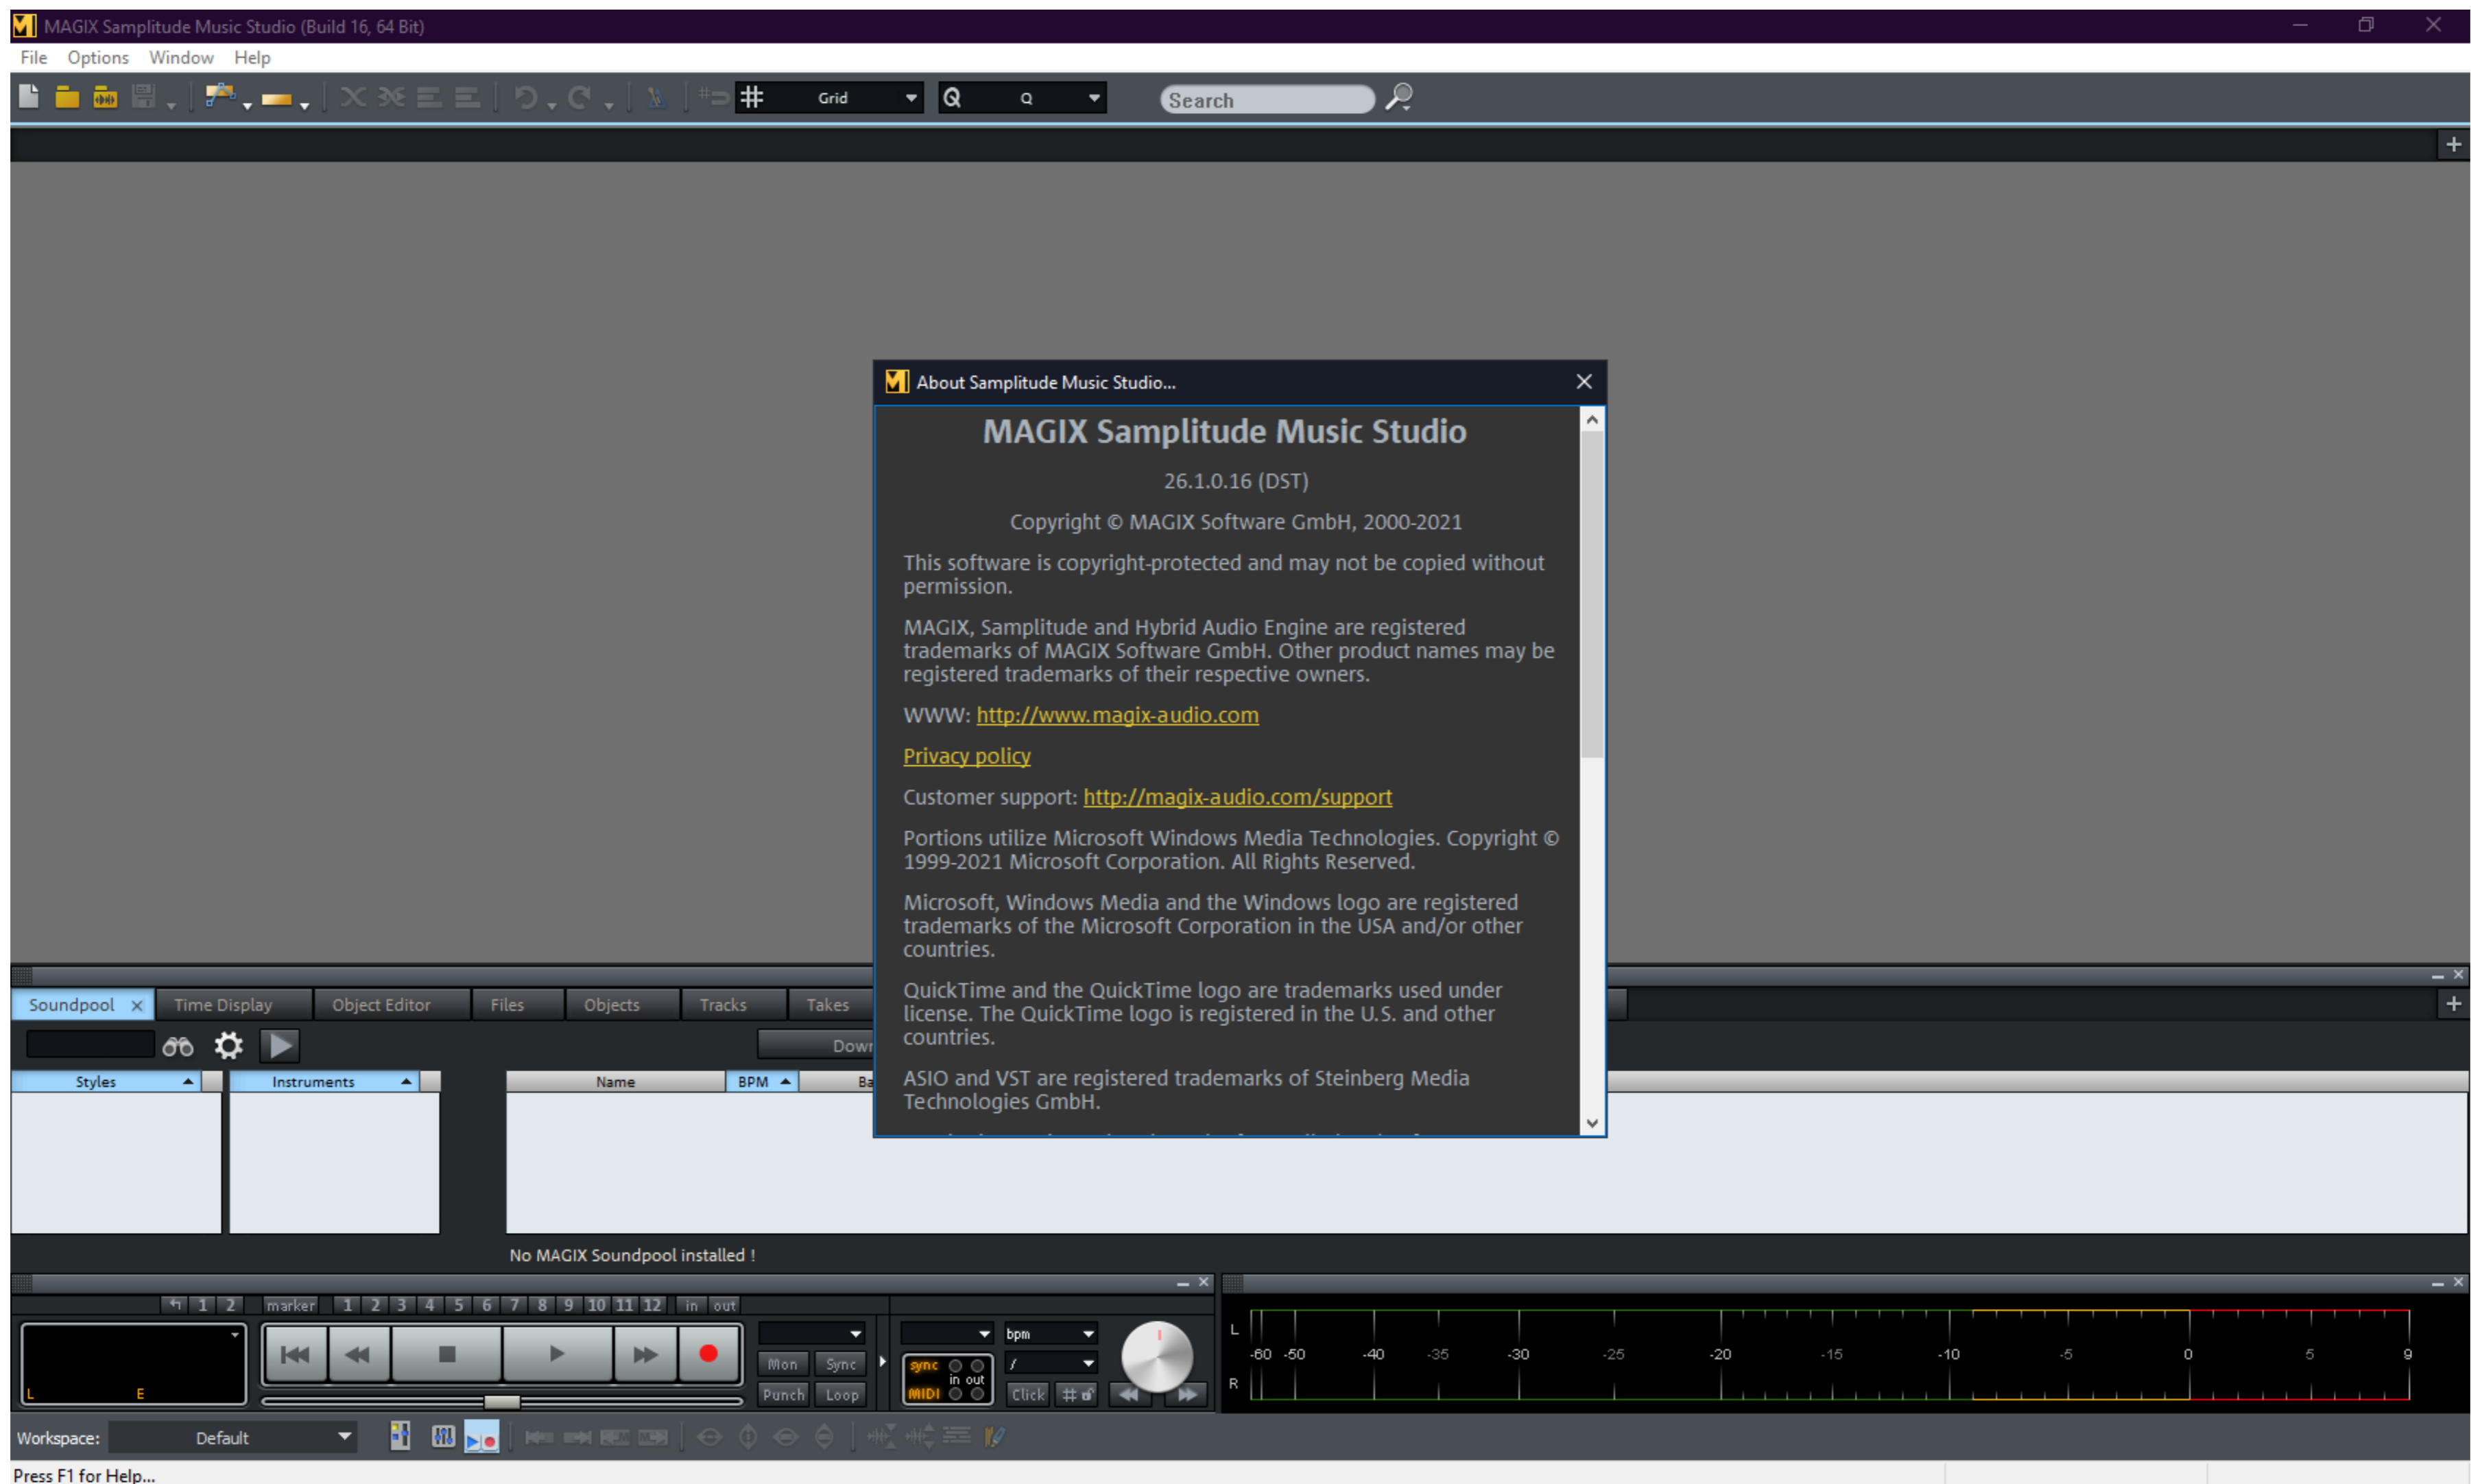 MAGIX Samplitude Music Studio (Build 16, 64 Bit)
File Options Window Help
Grid Q Q Search
About Samplitude Music Studio...
MAGIX Samplitude Music Studio
26.1.0.16 (DST)
Copyright © MAGIX Software GmbH, 2000-2021
This software is copyright-protected and may not be copied without
permission.
MAGIX, Samplitude and Hybrid Audio Engine are registered
trademarks of MAGIX Software GmbH. Other product names may be
registered trademarks of their respective owners.
WWW: http://www.magix-audio.com
Privacy policy
Customer support: http://magix-audio.com/support
Portions utilize Microsoft Windows Media Technologies. Copyright ©
1999-2021 Microsoft Corporation. All Rights Reserved.
Microsoft, Windows Media and the Windows logo are registered
trademarks of the Microsoft Corporation in the USA and/or other
countries.
QuickTime and the QuickTime logo are trademarks used under
license. The QuickTime logo is registered in the U.S. and other
countries.
ASIO and VST are registered trademarks of Steinberg Media
Technologies GmbH.
Soundpool Time Display Object Editor Files Objects Tracks Takes
Down
Styles Instruments Name BPM Ba
No MAGIX Soundpool installed !
1 2 marker 1 2 3 4 5 6 7 8 9 10 11 12 in out
bpm
Mon Sync sync in out /
Punch Loop MIDI Click
L E
L
-60 -50 -40 -35 -30 -25 -20 -15 -10 -5 0 5 9
R
Workspace: Default
Press F1 for Help...